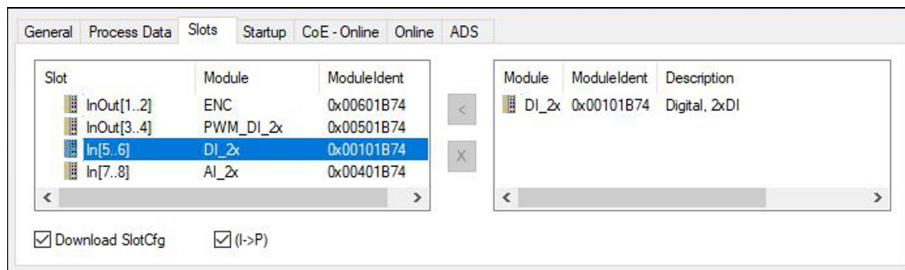 General Process Data Slots Startup CoE - Online Online ADS
Slot Module ModuleIdent
InOut[1..2] ENC 0x00601B74
InOut[3..4] PWM_DI_2x 0x00501B74
In[5..6] DI_2x 0x00101B74
In[7..8] AI_2x 0x00401B74
<
X
Module ModuleIdent Description
DI_2x 0x00101B74 Digital, 2xDI
Download SlotCfg (I->P)